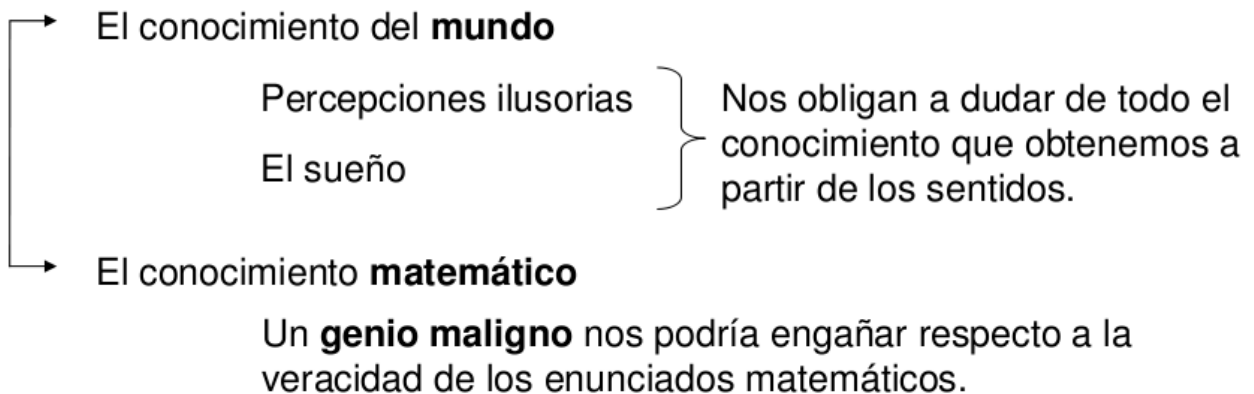 El conocimiento del mundo
Percepciones ilusorias
El sueño
Nos obligan a dudar de todo el
conocimiento que obtenemos a
partir de los sentidos.
El conocimiento matemático
Un genio maligno nos podría engañar respecto a la
veracidad de los enunciados matemáticos.